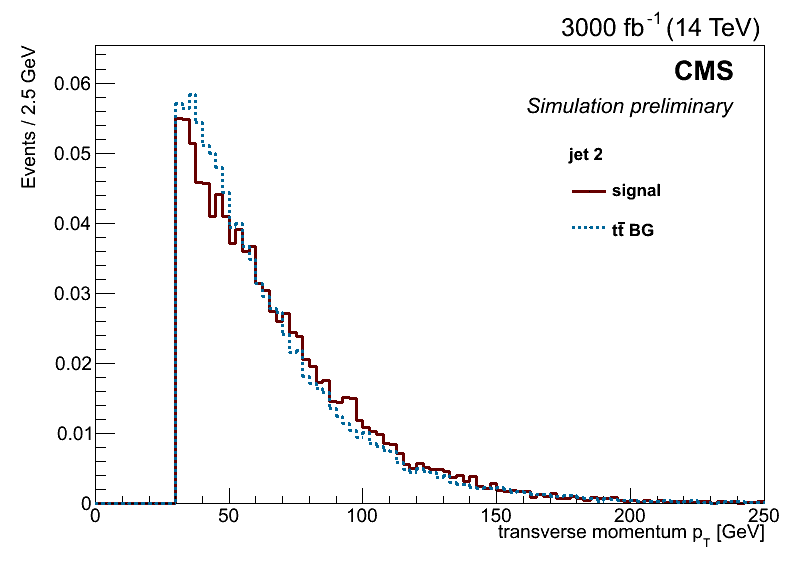 3000 fb⁻¹ (14 TeV)
CMS
Simulation preliminary
jet 2
signal
tt̅ BG
Events / 2.5 GeV
0.06
0.05
0.04
0.03
0.02
0.01
0
0 50 100 150 200 250
transverse momentum p_T [GeV]